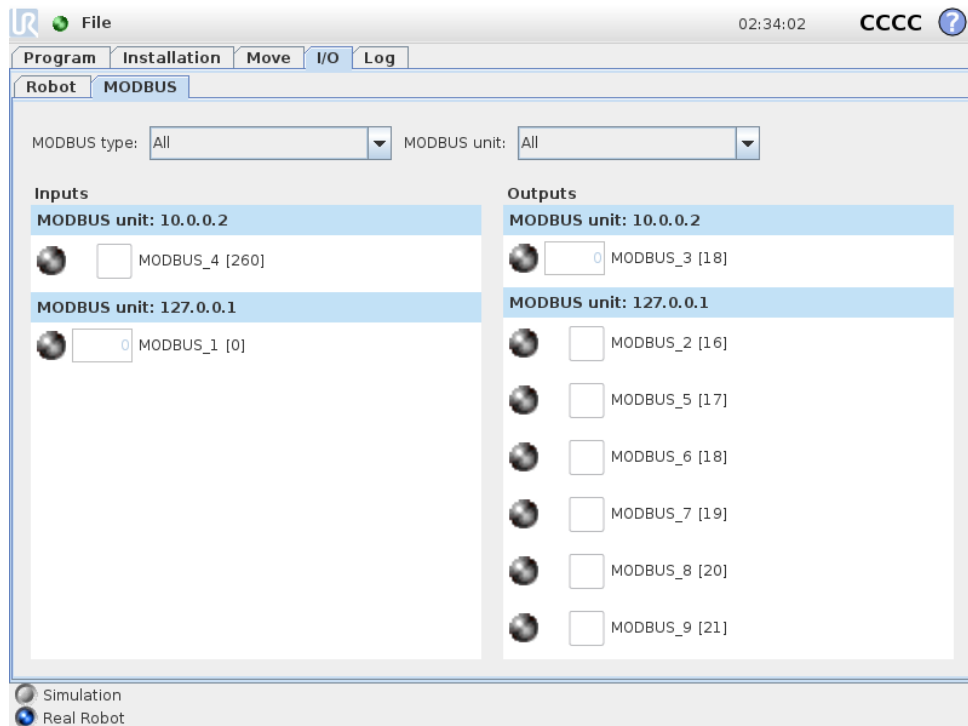 UR File 02:34:02 CCCC ?
Program Installation Move I/O Log
Robot MODBUS
MODBUS type: All MODBUS unit: All
Inputs
MODBUS unit: 10.0.0.2
MODBUS_4 [260]
MODBUS unit: 127.0.0.1
0 MODBUS_1 [0]
Outputs
MODBUS unit: 10.0.0.2
0 MODBUS_3 [18]
MODBUS unit: 127.0.0.1
MODBUS_2 [16]
MODBUS_5 [17]
MODBUS_6 [18]
MODBUS_7 [19]
MODBUS_8 [20]
MODBUS_9 [21]
Simulation
Real Robot